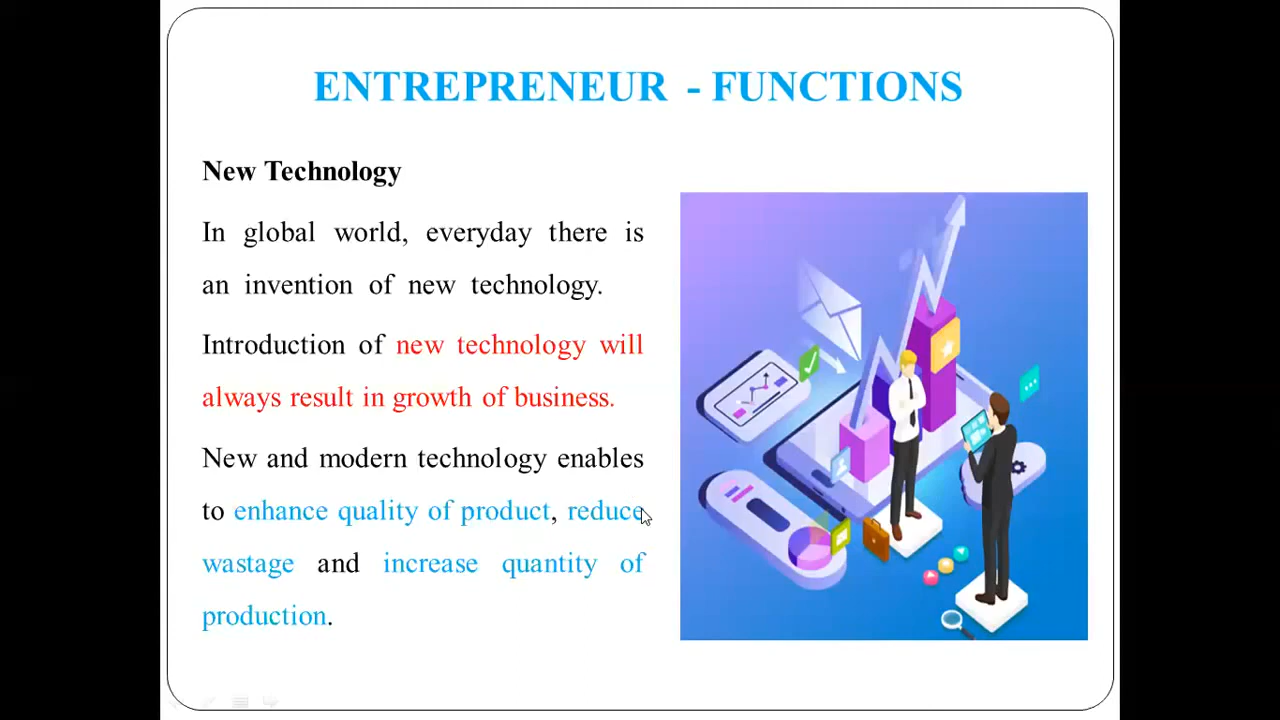 ENTREPRENEUR - FUNCTIONS
New Technology
In global world, everyday there is
an invention of new technology.
Introduction of new technology will
always result in growth of business.
New and modern technology enables
to enhance quality of product, reduce
wastage and increase quantity of
production.